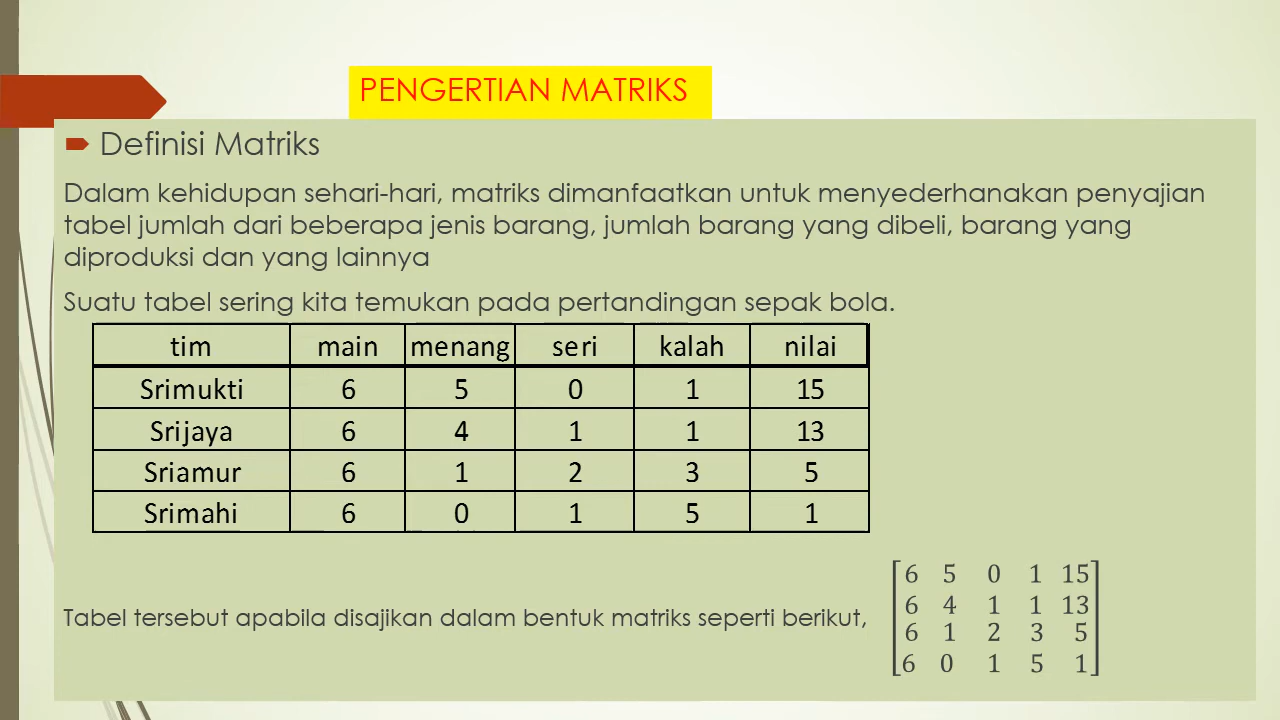 PENGERTIAN MATRIKS
Definisi Matriks
Dalam kehidupan sehari-hari, matriks dimanfaatkan untuk menyederhanakan penyajian
tabel jumlah dari beberapa jenis barang, jumlah barang yang dibeli, barang yang
diproduksi dan yang lainnya
Suatu tabel sering kita temukan pada pertandingan sepak bola.
tim main menang seri kalah nilai
Srimukti 6 5 0 1 15
Srijaya 6 4 1 1 13
Sriamur 6 1 2 3 5
Srimahi 6 0 1 5 1
Tabel tersebut apabila disajikan dalam bentuk matriks seperti berikut,
6 5 0 1 15
6 4 1 1 13
6 1 2 3 5
6 0 1 5 1